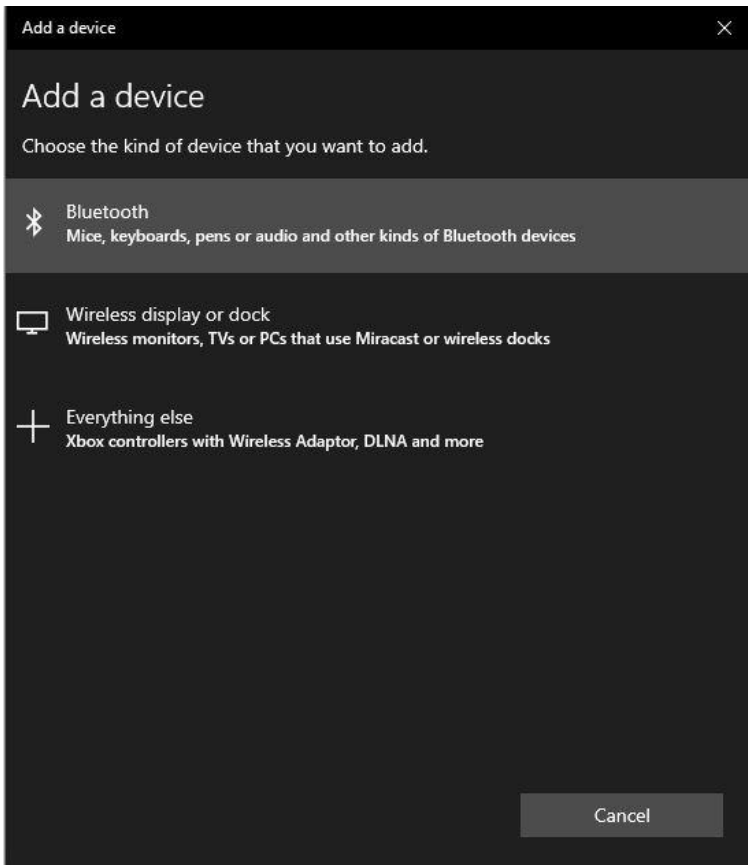 Add a device
Add a device
Choose the kind of device that you want to add.
Bluetooth
Mice, keyboards, pens or audio and other kinds of Bluetooth devices
Wireless display or dock
Wireless monitors, TVs or PCs that use Miracast or wireless docks
Everything else
Xbox controllers with Wireless Adaptor, DLNA and more
Cancel